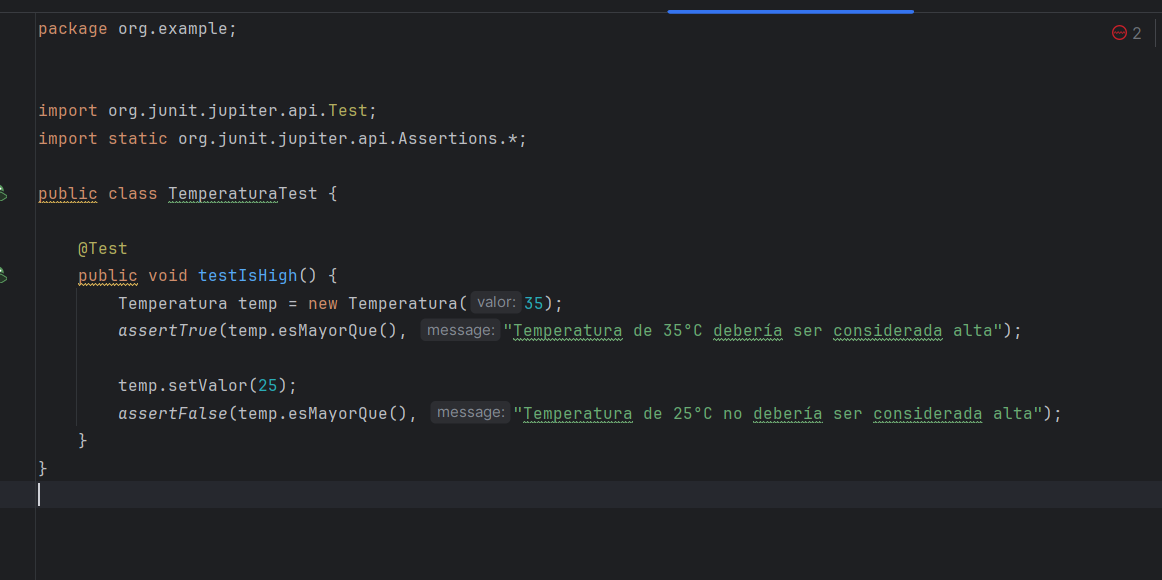 package org.example;
2
import org.junit.jupiter.api.Test;
import static org.junit.jupiter.api.Assertions.*;
public class TemperaturaTest {
@Test
public void testIsHigh() {
Temperatura temp = new Temperatura( valor: 35);
assertTrue(temp.esMayorQue(), message: "Temperatura de 35°C debería ser considerada alta");
temp.setValor(25);
assertFalse(temp.esMayorQue(), message: "Temperatura de 25°C no debería ser considerada alta");
}
}